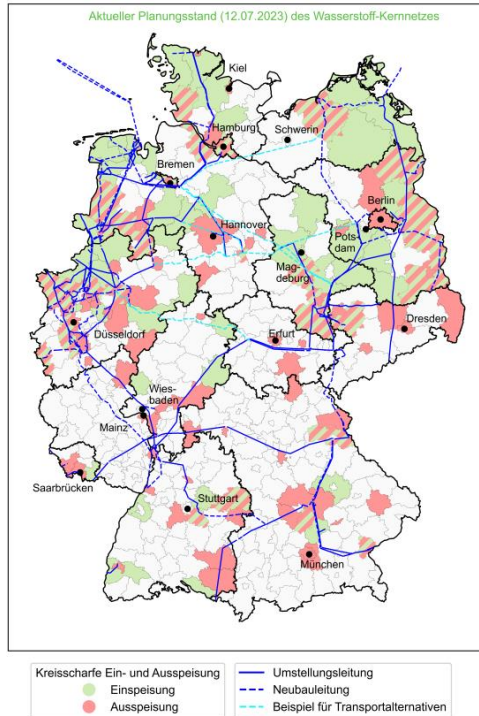 Aktueller Planungsstand (12.07.2023) des Wasserstoff-Kernnetzes
Kiel
Hamburg
Schwerin
Bremen
Berlin
Hannover
Pots-
dam
Mag-
deburg
Düsseldorf
Erfurt
Dresden
Wies-
baden
Mainz
Saarbrücken
Stuttgart
München
Kreisscharfe Ein- und Ausspeisung
Einspeisung
Ausspeisung
Umstellungsleitung
Neubauleitung
Beispiel für Transportalternativen